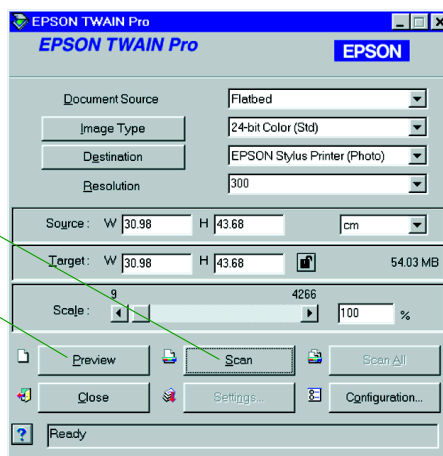 EPSON TWAIN Pro
EPSON TWAIN Pro EPSON
Document Source Flatbed
Image Type 24-bit Color (Std)
Destination EPSON Stylus Printer (Photo)
Resolution 300
Source: W 30.98 H 43.68 cm
Target: W 30.98 H 43.68 54.03 MB
9 4266
Scale: 100 %
Preview Scan Scan All
Close Settings... Configuration...
? Ready